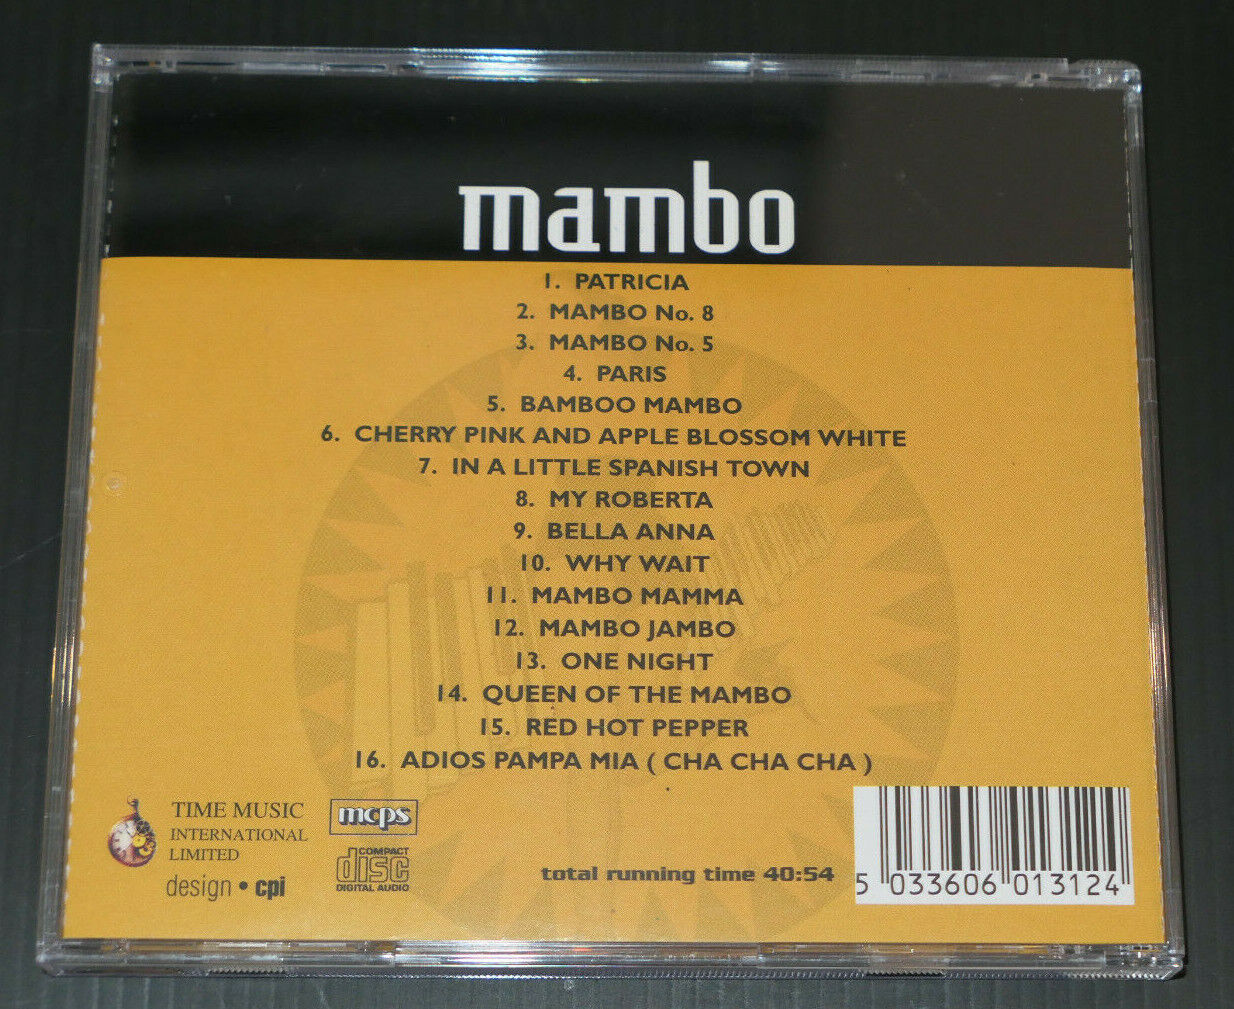 mambo
1. PATRICIA
2. MAMBO No. 8
3. MAMBO No. 5
4. PARIS
5. BAMBOO MAMBO
6. CHERRY PINK AND APPLE BLOSSOM WHITE
7. IN A LITTLE SPANISH TOWN
8. MY ROBERTA
9. BELLA ANNA
10. WHY WAIT
11. MAMBO MAMMA
12. MAMBO JAMBO
13. ONE NIGHT
14. QUEEN OF THE MAMBO
15. RED HOT PEPPER
16. ADIOS PAMPA MIA ( CHA CHA CHA )
TIME MUSIC
INTERNATIONAL
LIMITED
design • cpi
mcps
COMPACT
disc
DIGITAL AUDIO
total running time 40:54
5 033606 013124